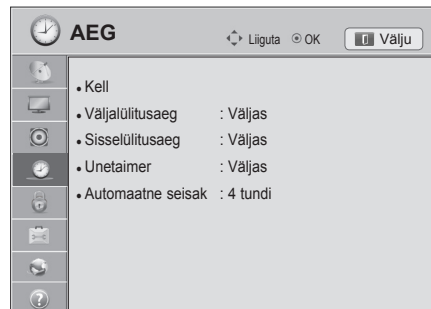 AEG
Liiguta
OK
Välju
• Kell
• Väljalülitusaeg : Väljas
• Sisselülitusaeg : Väljas
• Unetaimer : Väljas
• Automaatne seisak : 4 tundi